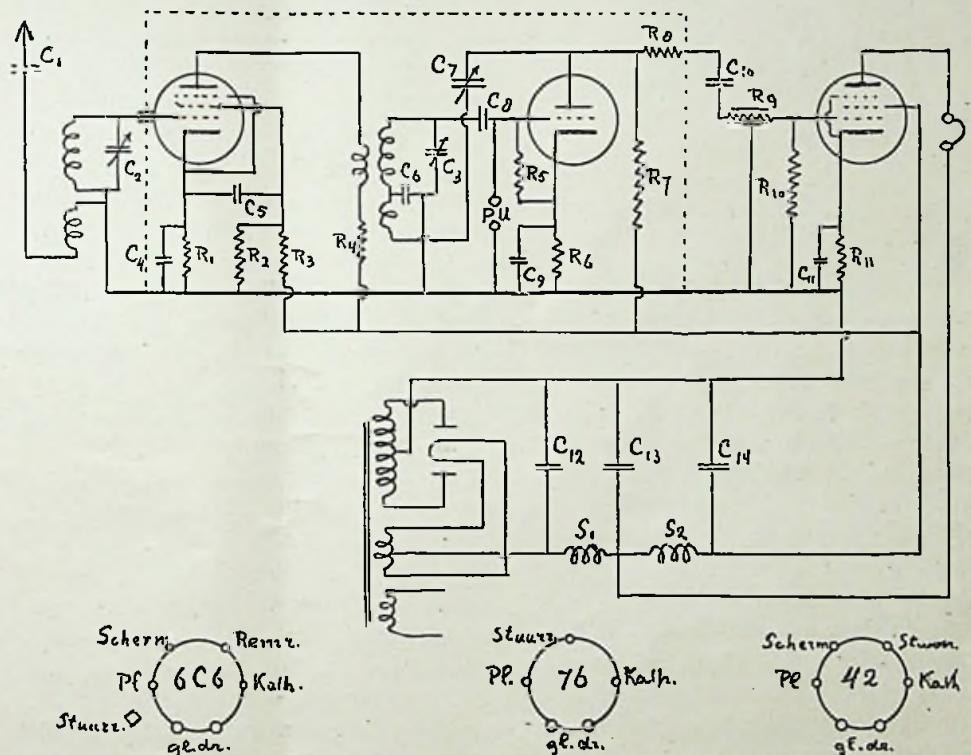 C1
C2
C4
R1
C5
R2
R3
R4
C7
C8
C6
C3
R5
P.U
C9
R6
R7
R8
C10
R9
R10
C11
R11
C12
C13
C14
S1
S2
Scherm
Remr.
Pl
6C6
Kath.
Stuurr.
gl.dr.
Stuurr.
Pl.
76
Kath.
gl.dr.
Scherm
Pl
42
Kath
gl.dr.